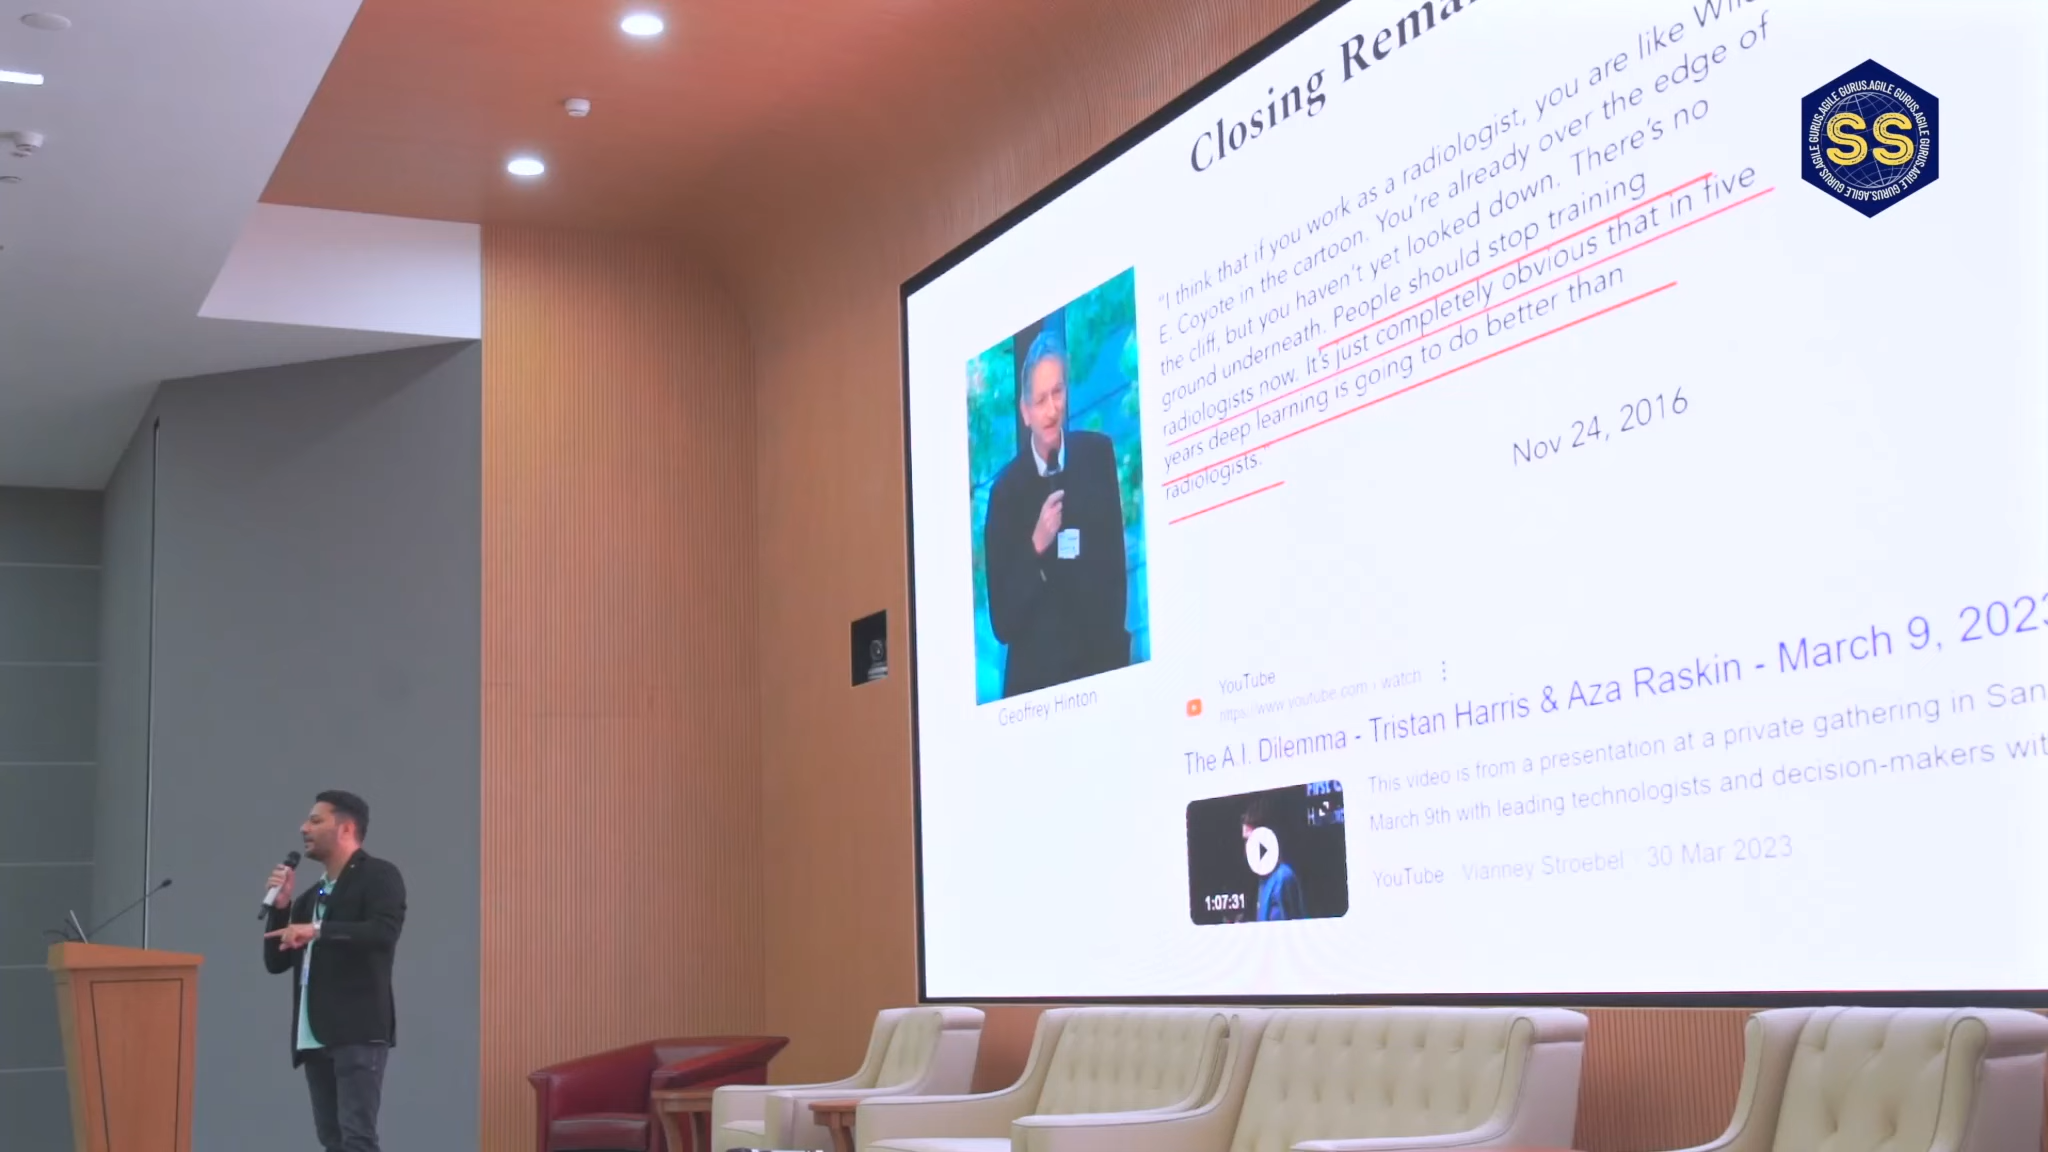 Closing
"I think that if you work as a radiologist, you are like
E. Coyote in the cartoon. You're already over the edge of
the cliff, but you haven't yet looked down. There's no
ground underneath. People should stop training
radiologists now. It's just completely obvious that in five
years deep learning is going to do better than
radiologists."
Nov 24, 2016
Geoffrey Hinton
YouTube
https://www.youtube.com › watch
The A.I. Dilemma - Tristan Harris & Aza Raskin - March 9, 2023
This video is from a presentation at a private gathering in San
March 9th with leading technologists and decision-makers
1:07:31
YouTube · Vianney Stroebel · 30 Mar 2023
AGILE GURUS.AGILE GURUS.AGILE GURUS.AGILE GURUS.
SS